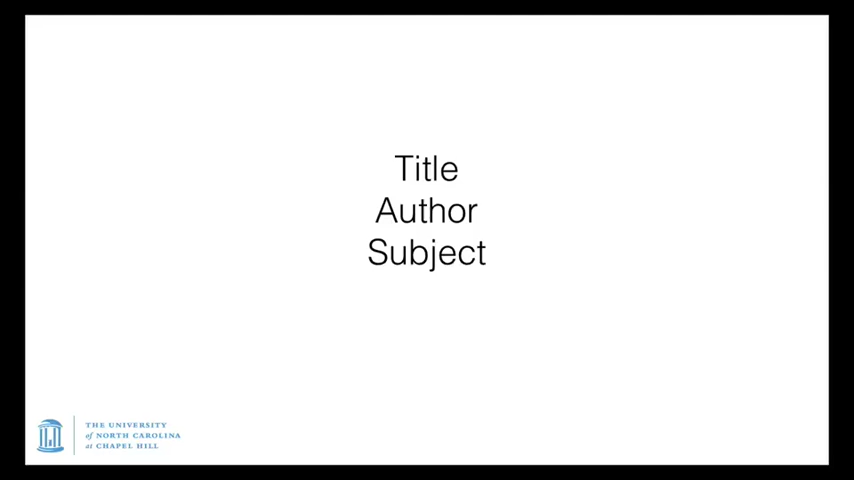 Title
Author
Subject
THE UNIVERSITY
of NORTH CAROLINA
at CHAPEL HILL